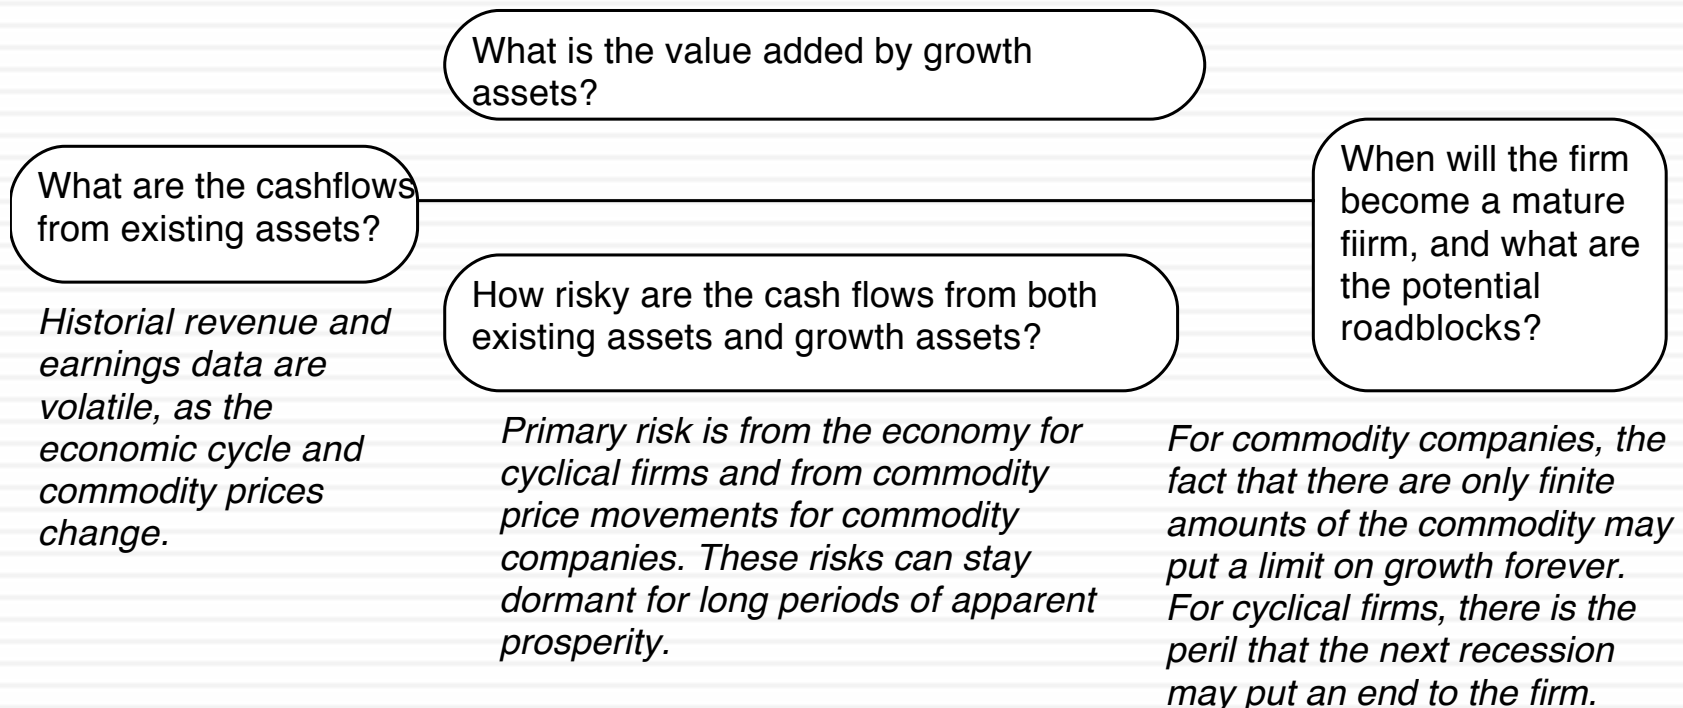 What is the value added by growth
assets?
What are the cashflows
from existing assets?
Historial revenue and
earnings data are
volatile, as the
economic cycle and
commodity prices
change.
How risky are the cash flows from both
existing assets and growth assets?
Primary risk is from the economy for
cyclical firms and from commodity
price movements for commodity
companies. These risks can stay
dormant for long periods of apparent
prosperity.
When will the firm
become a mature
fiirm, and what are
the potential
roadblocks?
For commodity companies, the
fact that there are only finite
amounts of the commodity may
put a limit on growth forever.
For cyclical firms, there is the
peril that the next recession
may put an end to the firm.